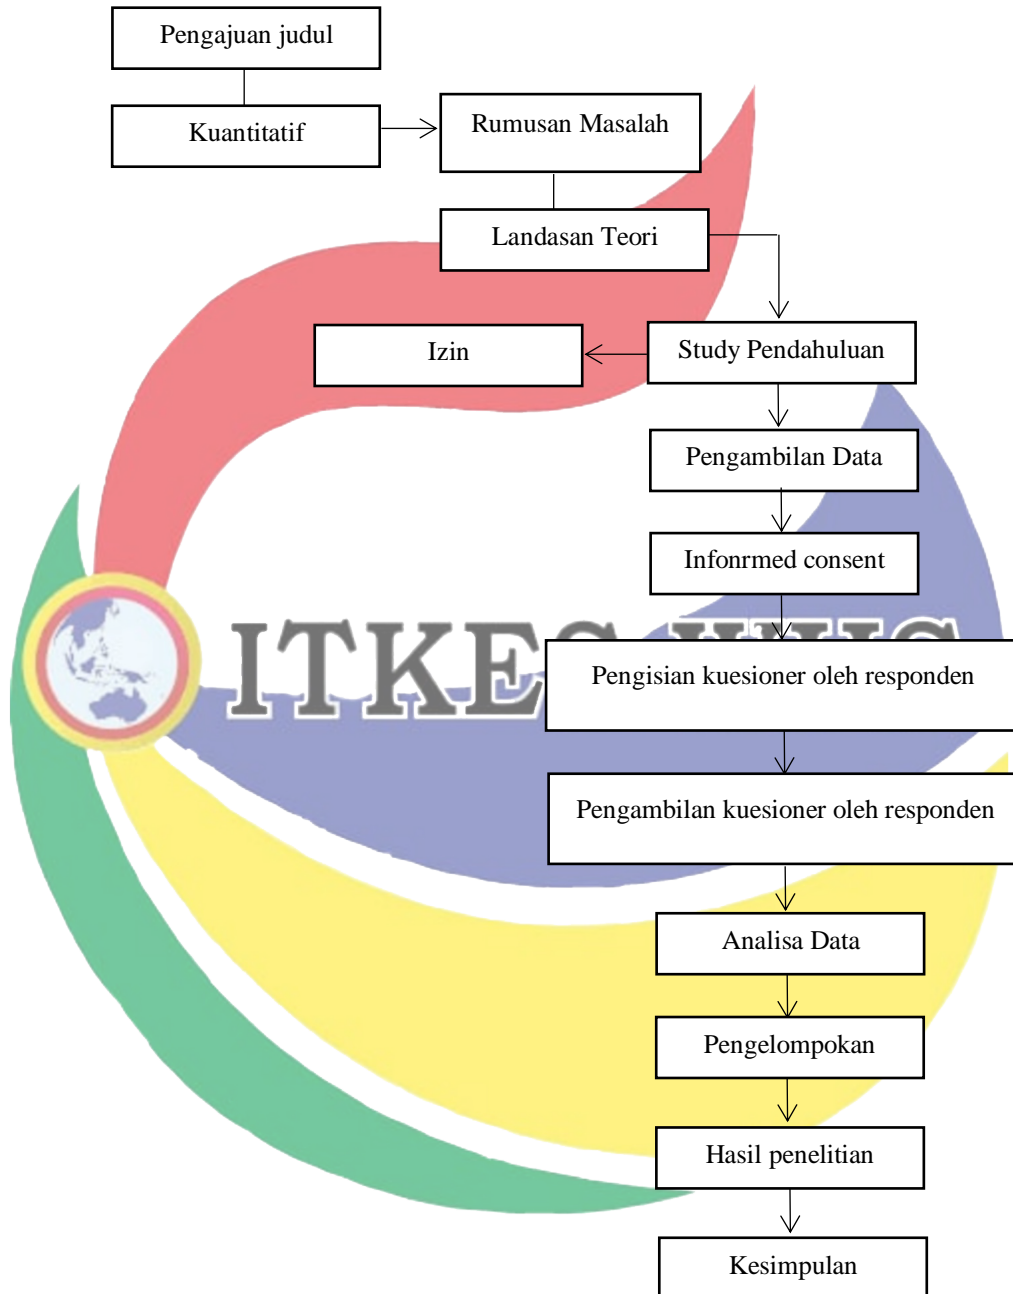 Pengajuan judul
Kuantitatif
Rumusan Masalah
Landasan Teori
Izin
Study Pendahuluan
Pengambilan Data
Infonrmed consent
ITKES
Pengisian kuesioner oleh responden
Pengambilan kuesioner oleh responden
Analisa Data
Pengelompokan
Hasil penelitian
Kesimpulan